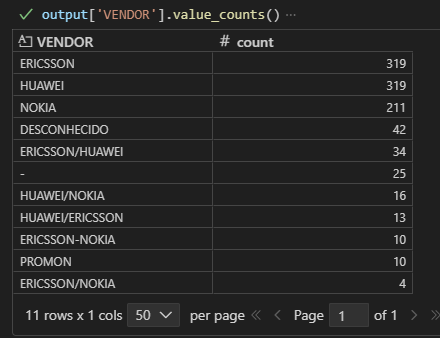 output['VENDOR'].value_counts() ...
A VENDOR # count
ERICSSON 319
HUAWEI 319
NOKIA 211
DESCONHECIDO 42
ERICSSON/HUAWEI 34
- 25
HUAWEI/NOKIA 16
HUAWEI/ERICSSON 13
ERICSSON-NOKIA 10
PROMON 10
ERICSSON/NOKIA 4
11 rows x 1 cols 50 per page Page 1 of 1